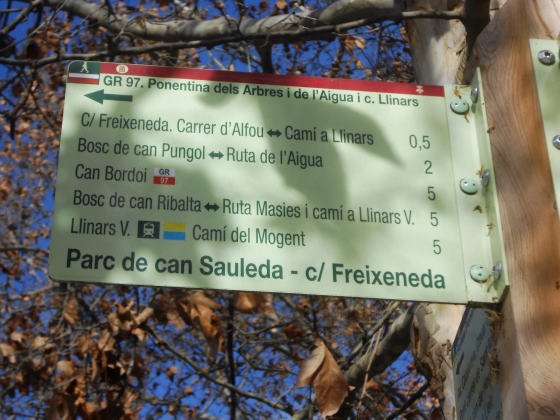 GR 97. Ponentina dels Arbres i de l'Aigua i c. Llinars
C/ Freixeneda. Carrer d'Alfou ↔ Camí a Llinars 0,5
Bosc de can Pungol ↔ Ruta de l'Aigua 2
Can Bordoi GR 97 5
Bosc de can Ribalta ↔ Ruta Masies i camí a Llinars V. 5
Llinars V. Camí del Mogent 5
Parc de can Sauleda - c/ Freixeneda